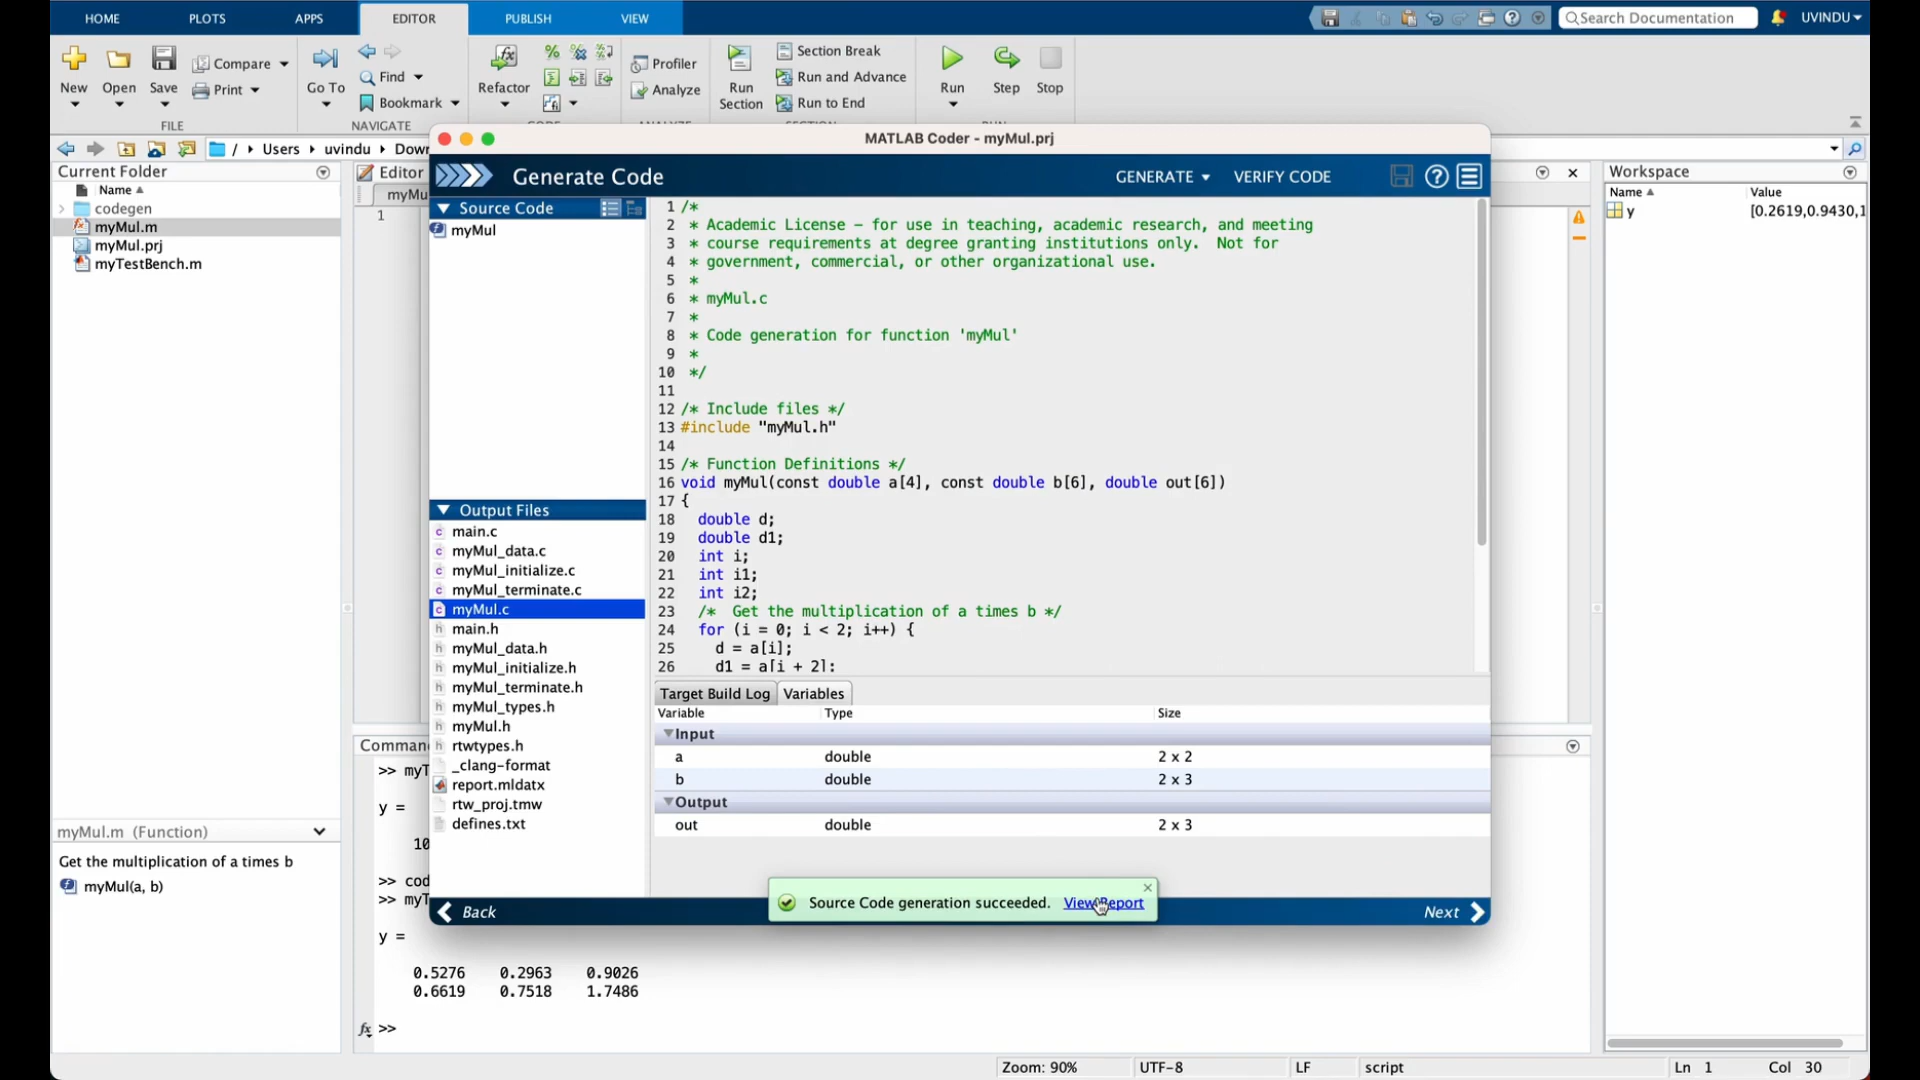 HOME PLOTS APPS EDITOR PUBLISH VIEW
Search Documentation UVINDU
New Open Save Compare Print
Go To Find Bookmark
Refactor
Profiler Analyze
Run Section
Section Break
Run and Advance
Run to End
Run Step Stop
FILE NAVIGATE
/ Users uvindu
Current Folder
Name
codegen
myMul.m
myMul.prj
myTestBench.m
myMul.m (Function)
Get the multiplication of a times b
myMul(a, b)
Editor
1
MATLAB Coder - myMul.prj
Generate Code GENERATE VERIFY CODE
Source Code
myMul
Output Files
main.c
myMul_data.c
myMul_initialize.c
myMul_terminate.c
myMul.c
main.h
myMul_data.h
myMul_initialize.h
myMul_terminate.h
myMul_types.h
myMul.h
rtwtypes.h
_clang-format
report.mldatx
rtw_proj.tmw
defines.txt
1 /*
2 * Academic License – for use in teaching, academic research, and meeting
3 * course requirements at degree granting institutions only. Not for
4 * government, commercial, or other organizational use.
5 *
6 * myMul.c
7 *
8 * Code generation for function 'myMul'
9 *
10 */
11
12 /* Include files */
13 #include "myMul.h"
14
15 /* Function Definitions */
16 void myMul(const double a[4], const double b[6], double out[6])
17 {
18 double d;
19 double d1;
20 int i;
21 int i1;
22 int i2;
23 /* Get the multiplication of a times b */
24 for (i = 0; i < 2; i++) {
25 d = a[i];
26 d1 = a[i + 2];
Target Build Log Variables
Variable Type Size
Input
a double 2 x 2
b double 2 x 3
Output
out double 2 x 3
Source Code generation succeeded. View Report
Back Next
Workspace
Name Value
y [0.2619,0.9430,1
>>
y =
10
>>
>>
y =
0.5276 0.2963 0.9026
0.6619 0.7518 1.7486
fx >>
Zoom: 90% UTF-8 LF script Ln 1 Col 30